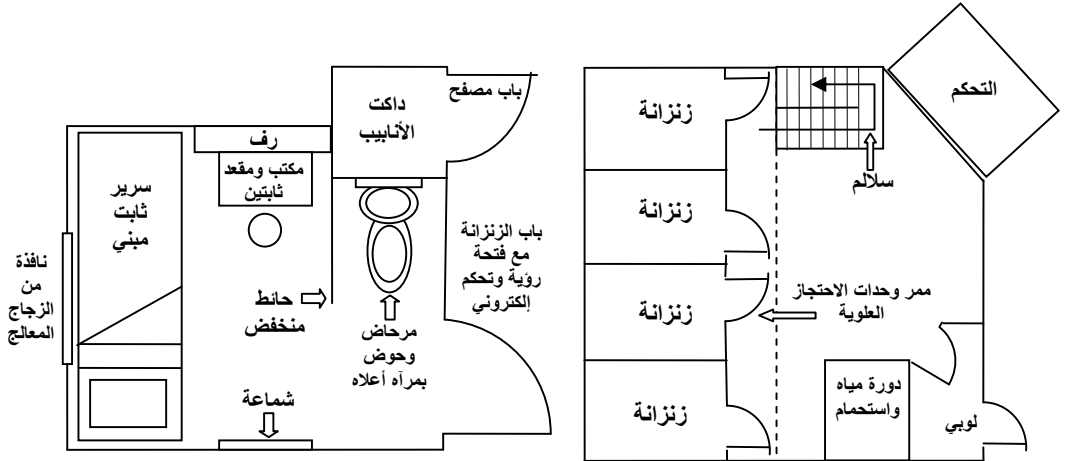 باب مصفح
داكت
الأنابيب
رف
مكتب ومقعد
ثابتين
سرير
ثابت
مبني
نافذة
من
الزجاج
المعالج
باب الزنزانة
مع فتحة
رؤية وتحكم
إلكتروني
حائط
منخفض
مرحاض
وحوض
بمرآه أعلاه
شماعة
التحكم
زنزانة
سلالم
زنزانة
ممر وحدات الاحتجاز
العلوية
زنزانة
دورة مياه
واستحمام
زنزانة
لوبي